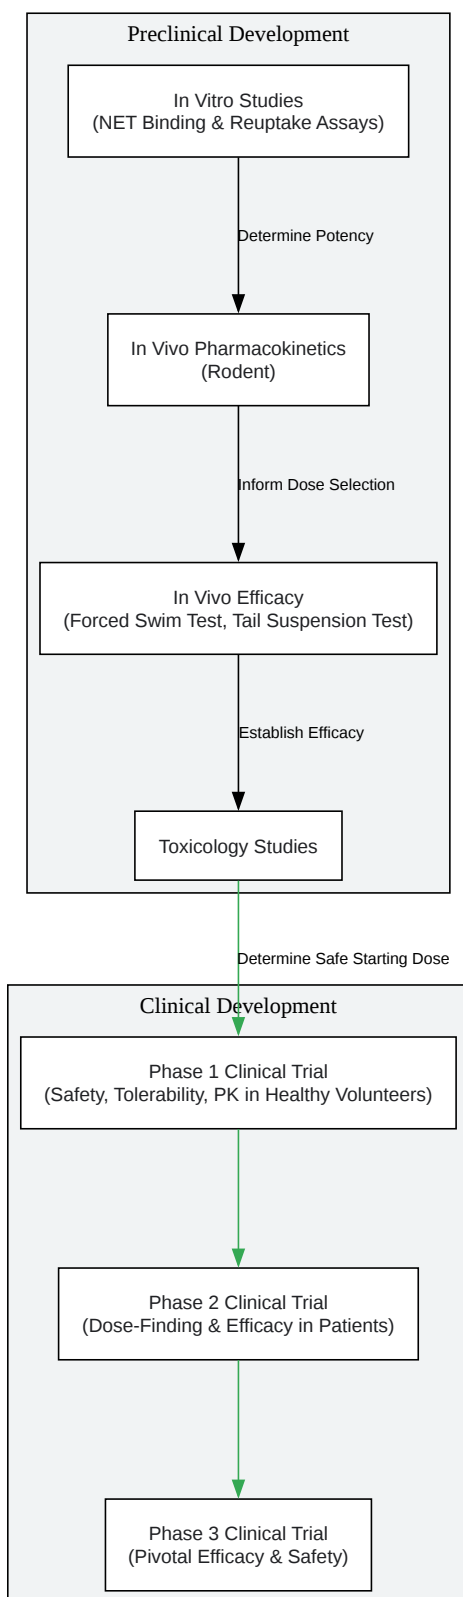 Preclinical Development
In Vitro Studies
(NET Binding & Reuptake Assays)
Determine Potency
In Vivo Pharmacokinetics
(Rodent)
Inform Dose Selection
In Vivo Efficacy
(Forced Swim Test, Tail Suspension Test)
Establish Efficacy
Toxicology Studies
Determine Safe Starting Dose
Clinical Development
Phase 1 Clinical Trial
(Safety, Tolerability, PK in Healthy Volunteers)
Phase 2 Clinical Trial
(Dose-Finding & Efficacy in Patients)
Phase 3 Clinical Trial
(Pivotal Efficacy & Safety)